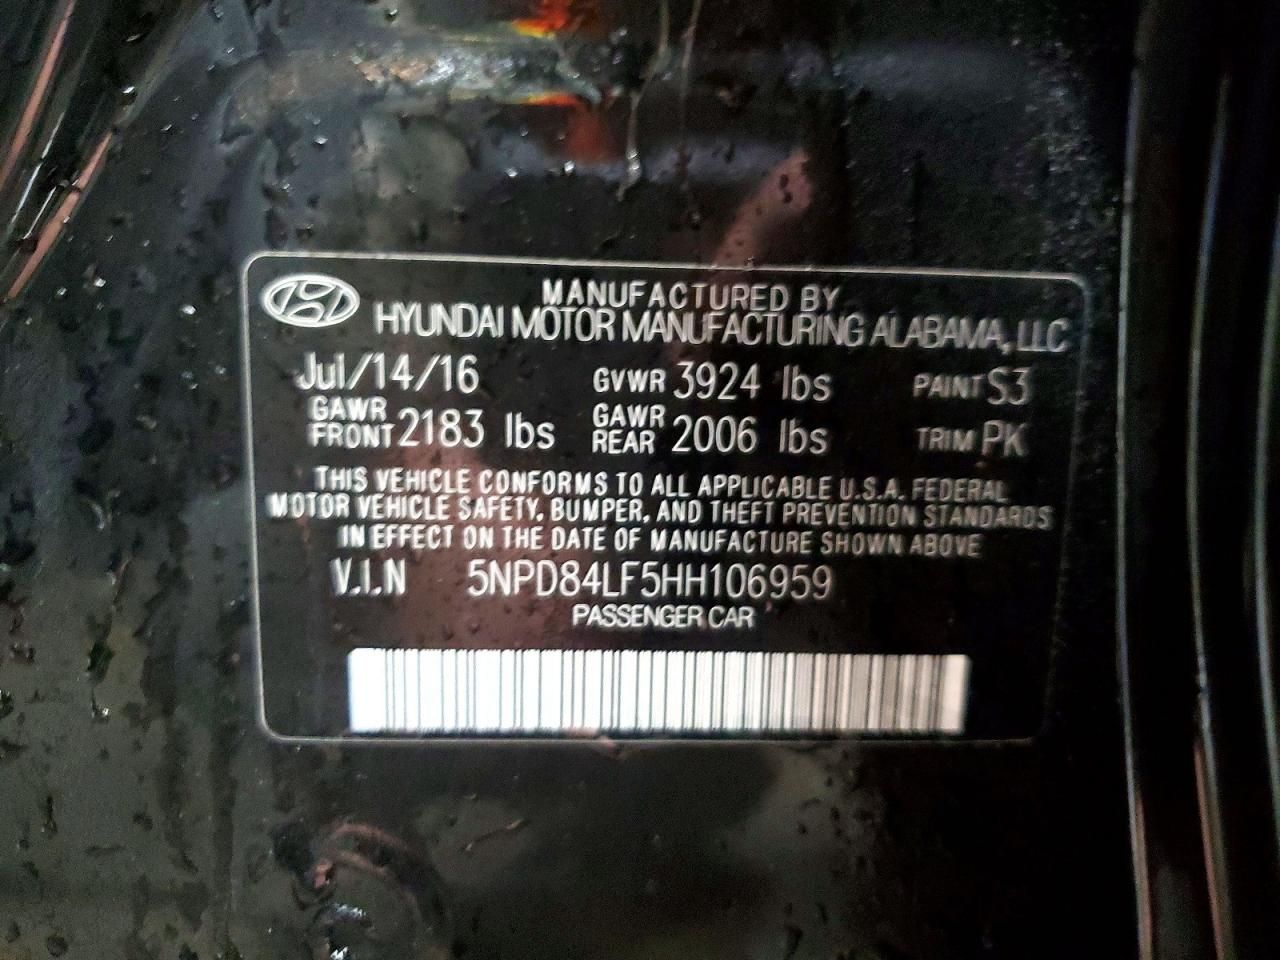 MANUFACTURED BY
HYUNDAI MOTOR MANUFACTURING ALABAMA, LLC
Jul/14/16 GVWR 3924 lbs PAINT S3
GAWR FRONT 2183 lbs GAWR REAR 2006 lbs TRIM PK
THIS VEHICLE CONFORMS TO ALL APPLICABLE U.S.A. FEDERAL
MOTOR VEHICLE SAFETY, BUMPER, AND THEFT PREVENTION STANDARDS
IN EFFECT ON THE DATE OF MANUFACTURE SHOWN ABOVE
V.I.N 5NPD84LF5HH106959
PASSENGER CAR